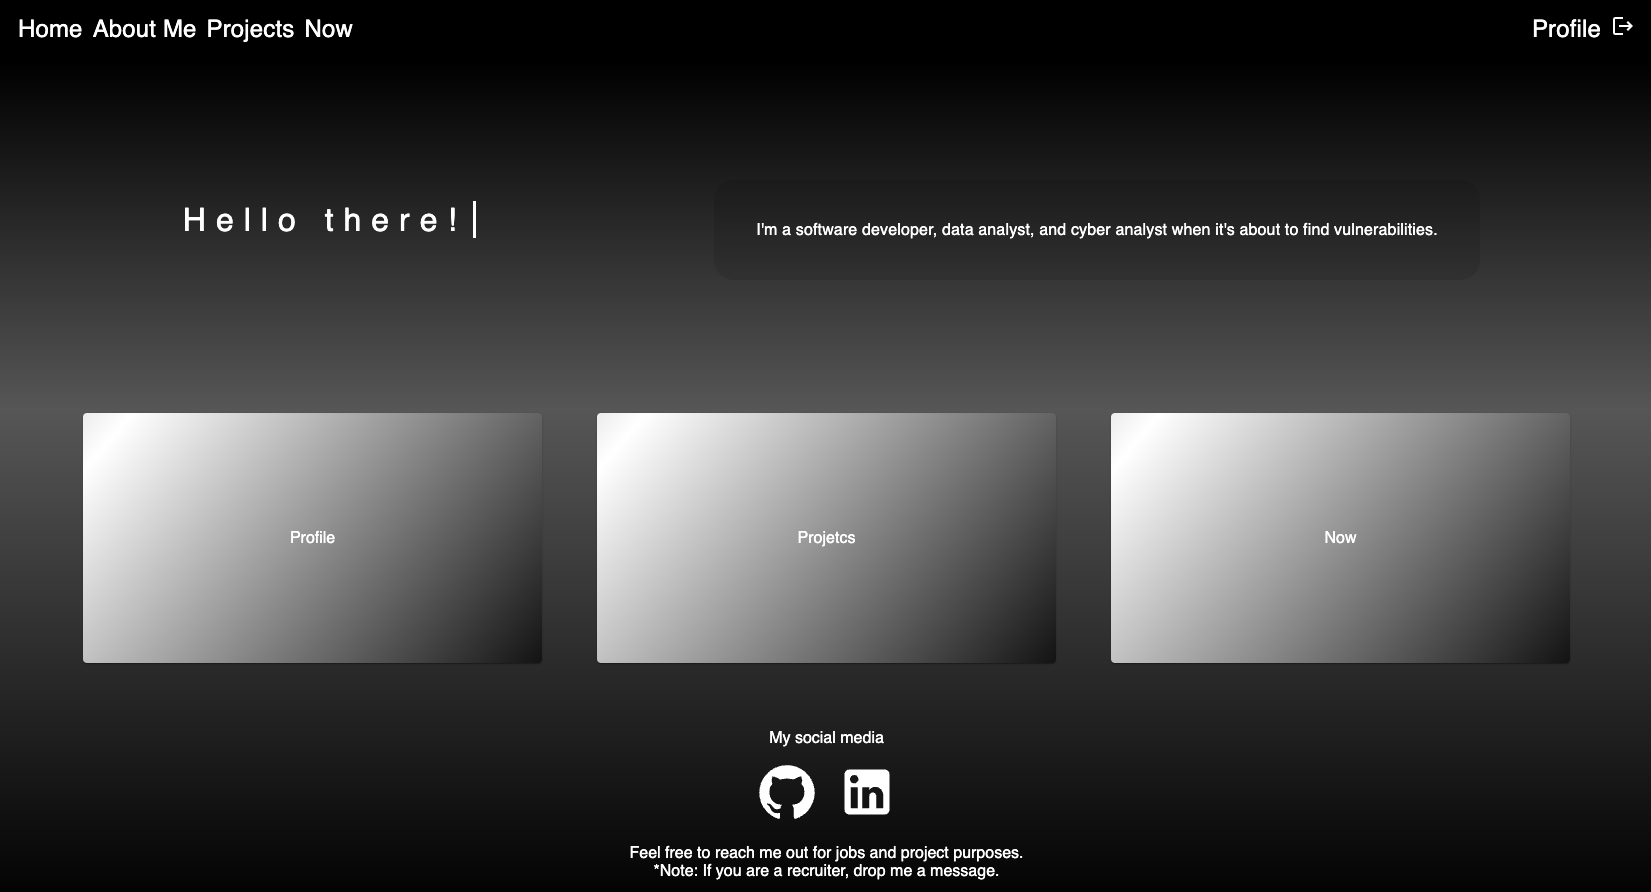 Home About Me Projects Now Profile
Hello there!
I'm a software developer, data analyst, and cyber analyst when it's about to find vulnerabilities.
Profile
Projetcs
Now
My social media
in
Feel free to reach me out for jobs and project purposes.
*Note: If you are a recruiter, drop me a message.